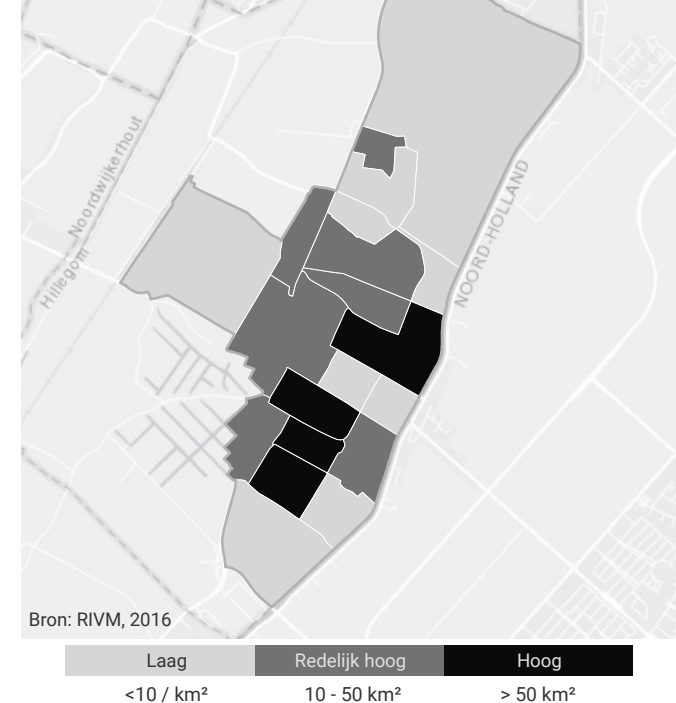 Noordwijkerhout
Hillegom
NOORD-HOLLAND
Bron: RIVM, 2016
Laag
Redelijk hoog
Hoog
<10 / km²
10 - 50 km²
> 50 km²